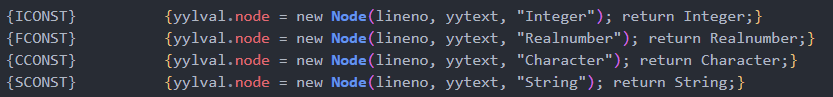 {ICONST} {yylval.node = new Node(lineno, yytext, "Integer"); return Integer;}
{FCONST} {yylval.node = new Node(lineno, yytext, "Realnumber"); return Realnumber;}
{CCONST} {yylval.node = new Node(lineno, yytext, "Character"); return Character;}
{SCONST} {yylval.node = new Node(lineno, yytext, "String"); return String;}